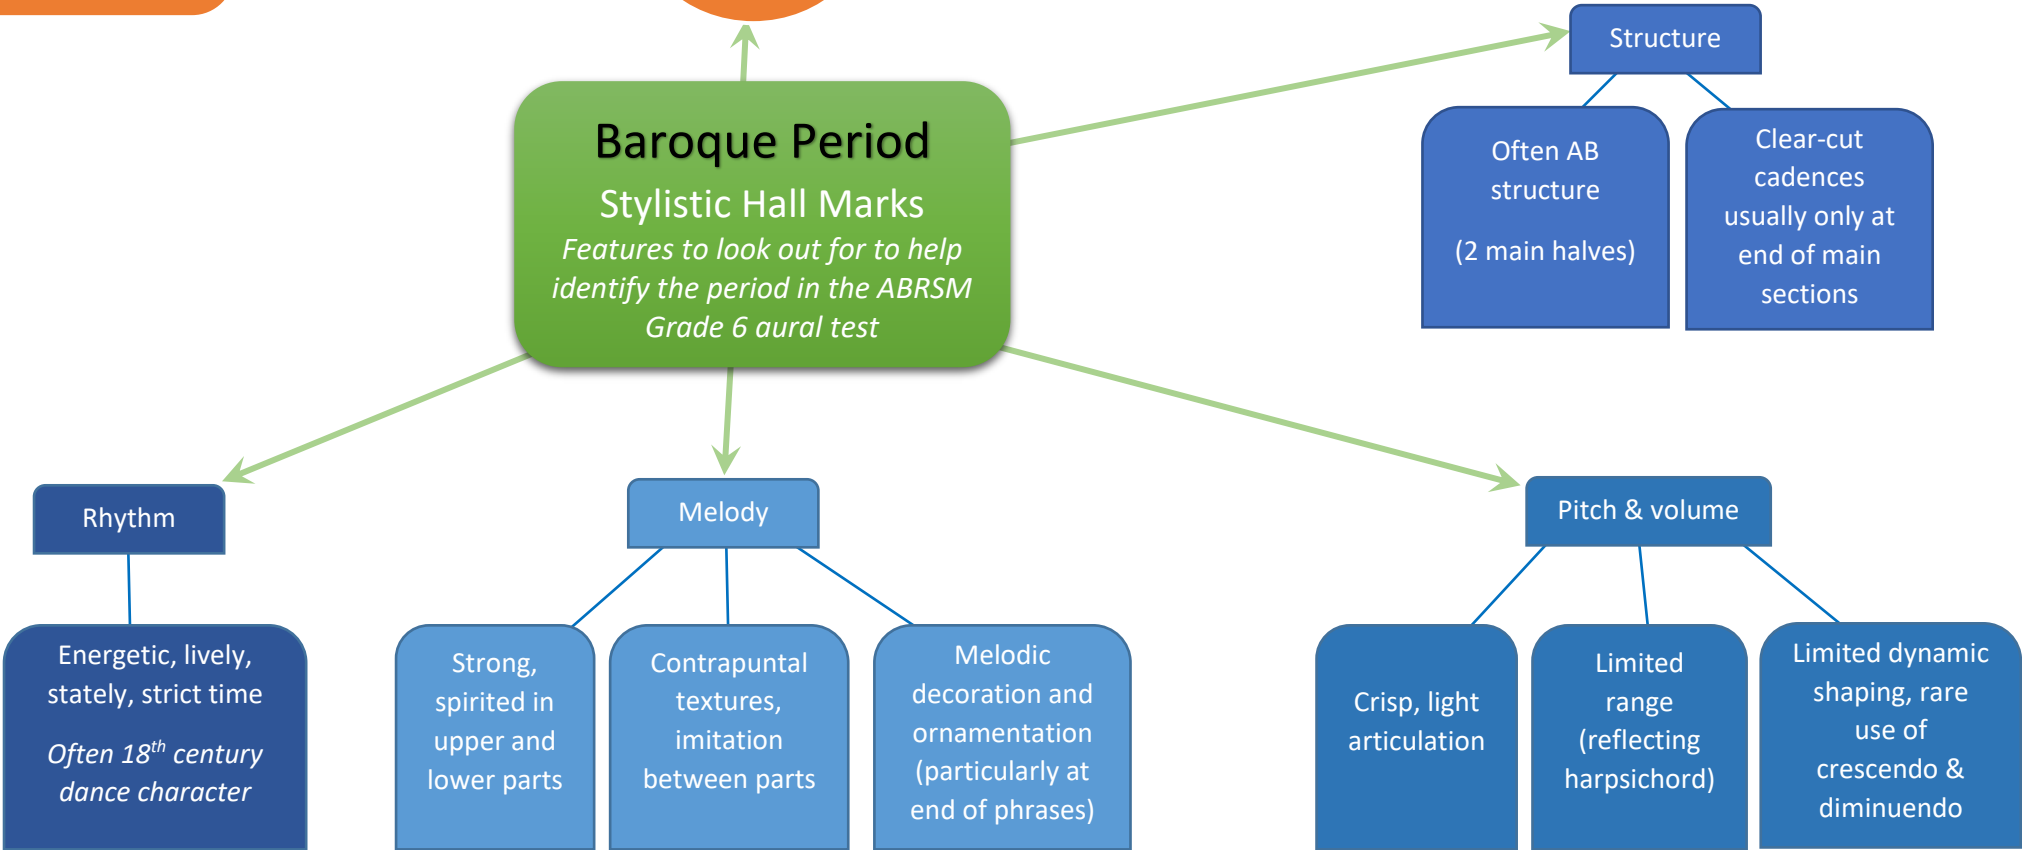 Structure
Often AB
structure
(2 main halves)
Clear-cut
cadences
usually only at
end of main
sections
Baroque Period
Stylistic Hall Marks
Features to look out for to help
identify the period in the ABRSM
Grade 6 aural test
Rhythm
Energetic, lively,
stately, strict time
Often 18th century
dance character
Melody
Strong,
spirited in
upper and
lower parts
Contrapuntal
textures,
imitation
between parts
Melodic
decoration and
ornamentation
(particularly at
end of phrases)
Pitch & volume
Crisp, light
articulation
Limited
range
(reflecting
harpsichord)
Limited dynamic
shaping, rare
use of
crescendo &
diminuendo